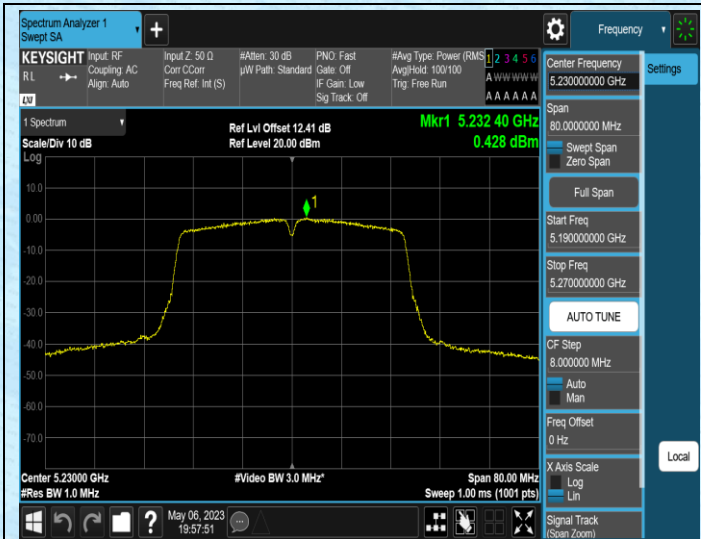 Spectrum Analyzer 1
Swept SA
Frequency
KEYSIGHT
RL
Input: RF
Coupling: AC
Align: Auto
Input Z: 50 Ω
Corr CCorr
Freq Ref: Int (S)
#Atten: 30 dB
µW Path: Standard
PNO: Fast
Gate: Off
IF Gain: Low
Sig Track: Off
#Avg Type: Power (RMS
Avg|Hold: 100/100
Trig: Free Run
1 2 3 4 5 6
A W W W W W
A A A A A A
LXI
1 Spectrum
Scale/Div 10 dB
Ref Lvl Offset 12.41 dB
Ref Level 20.00 dBm
Mkr1 5.232 40 GHz
0.428 dBm
Log
1
10.0
0.00
-10.0
-20.0
-30.0
-40.0
-50.0
-60.0
-70.0
Center 5.23000 GHz
#Video BW 3.0 MHz*
Span 80.00 MHz
#Res BW 1.0 MHz
Sweep 1.00 ms (1001 pts)
?
May 06, 2023
19:57:51
Center Frequency
5.230000000 GHz
Settings
Span
80.0000000 MHz
Swept Span
Zero Span
Full Span
Start Freq
5.190000000 GHz
Stop Freq
5.270000000 GHz
AUTO TUNE
CF Step
8.000000 MHz
Auto
Man
Freq Offset
0 Hz
X Axis Scale
Log
Lin
Local
Signal Track
(Span Zoom)